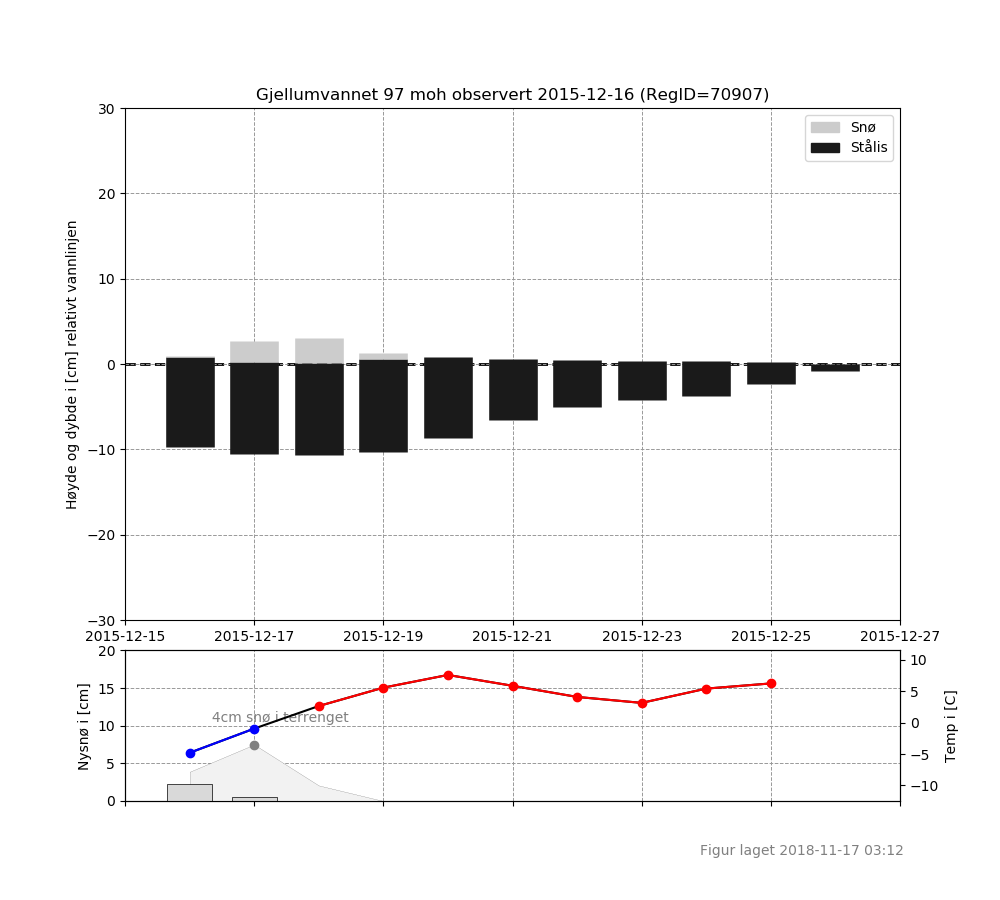 Gjellumvannet 97 moh observert 2015-12-16 (RegID=70907)
Høyde og dybde i [cm] relativt vannlinjen
30
20
10
0
−10
−20
−30
Snø
Stålis
2015-12-15 2015-12-17 2015-12-19 2015-12-21 2015-12-23 2015-12-25 2015-12-27
Nysnø i [cm]
20
15
10
5
0
4cm snø i terrenget
10
5
0
−5
−10
Temp i [C]
Figur laget 2018-11-17 03:12